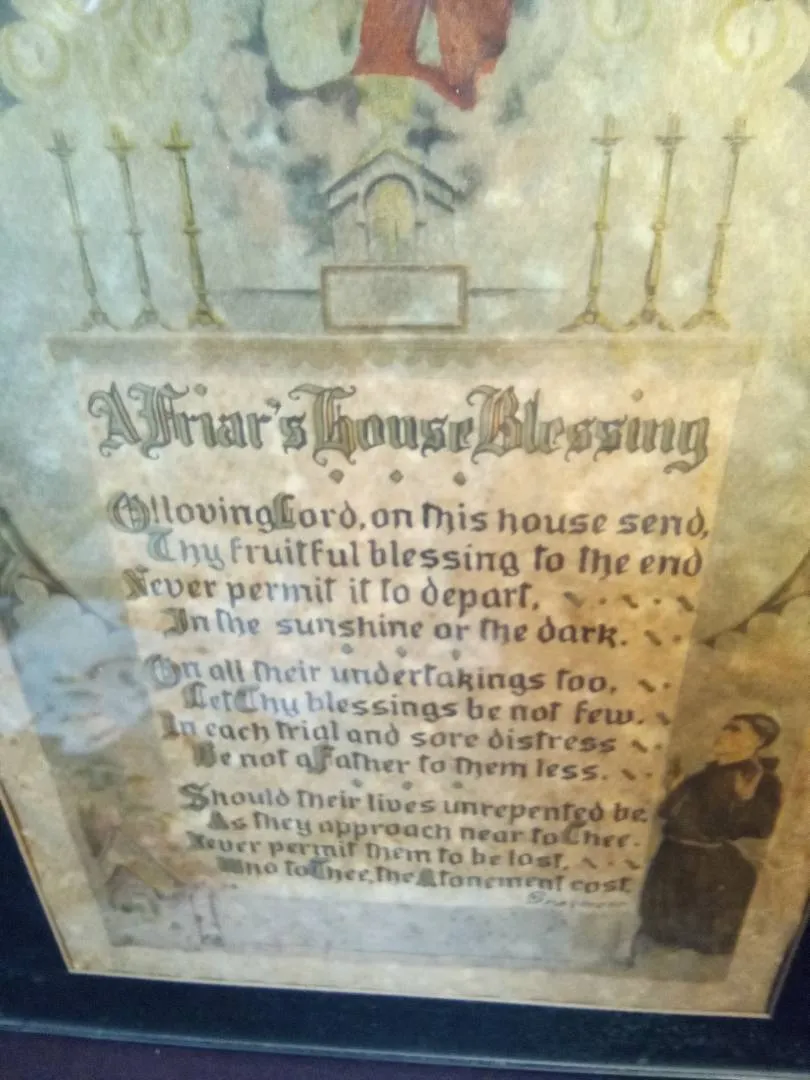 A Friar's House Blessing
O! loving Lord, on this house send,
Thy fruitful blessing to the end
Never permit it to depart,
In the sunshine or the dark.
On all their undertakings too,
Let Thy blessings be not few.
In each trial and sore distress
Be not a Father to them less.
Should their lives unrepented be
As they approach near to Thee.
Never permit them to be lost,
Who to Thee, the Atonement cost